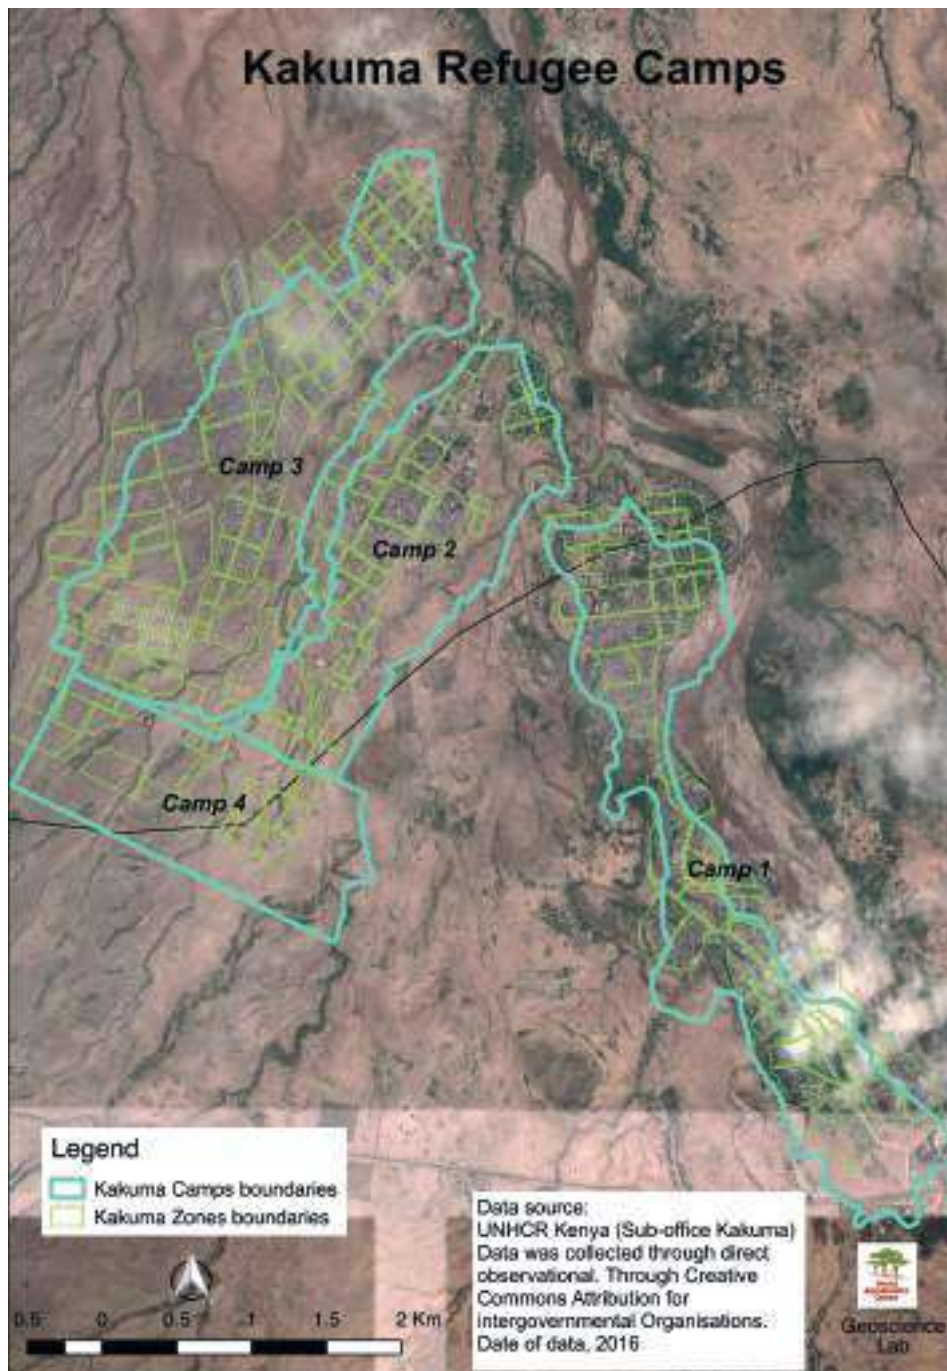 Kakuma Refugee Camps
Camp 3
Camp 2
Camp 4
Camp 1
Legend
Kakuma Camps boundaries
Kakuma Zones boundaries
0.5 0 0.5 1 1.5 2 Km
Data source:
UNHCR Kenya (Sub-office Kakuma)
Data was collected through direct
observational. Through Creative
Commons Attribution for
intergovernmental Organisations.
Date of data, 2016
Geoscience
Lab